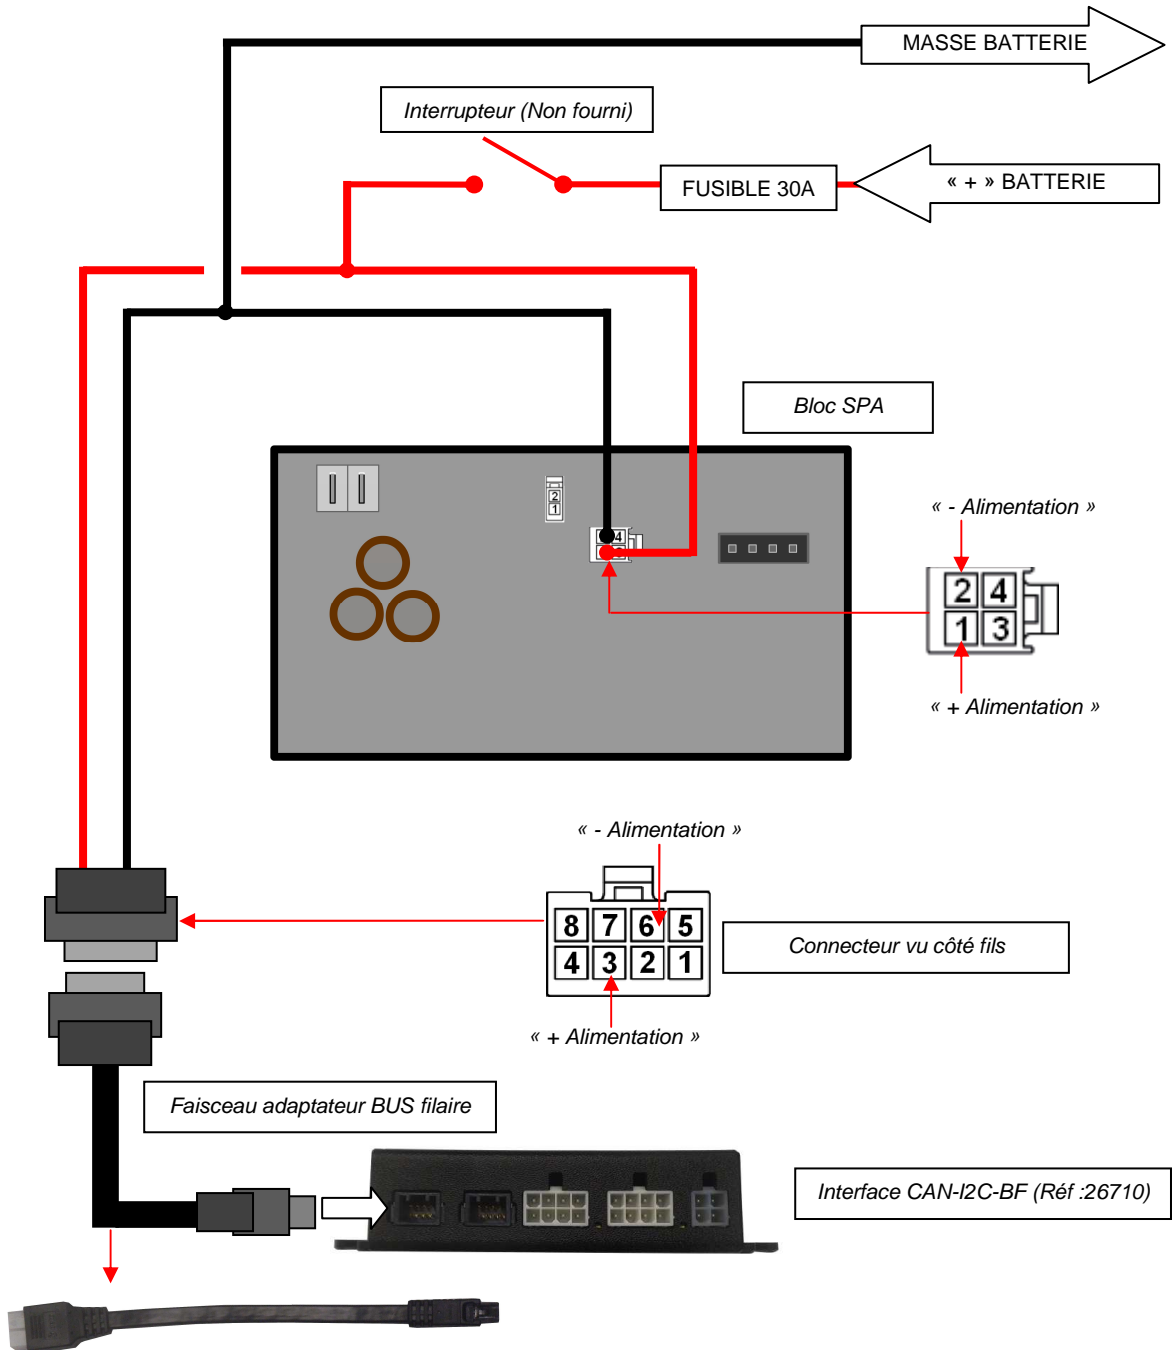 MASSE BATTERIE
Interrupteur (Non fourni)
FUSIBLE 30A
« + » BATTERIE
Bloc SPA
2
1
4
« - Alimentation »
2 4
1 3
« + Alimentation »
« - Alimentation »
8 7 6 5
4 3 2 1
Connecteur vu côté fils
« + Alimentation »
Faisceau adaptateur BUS filaire
Interface CAN-I2C-BF (Réf :26710)